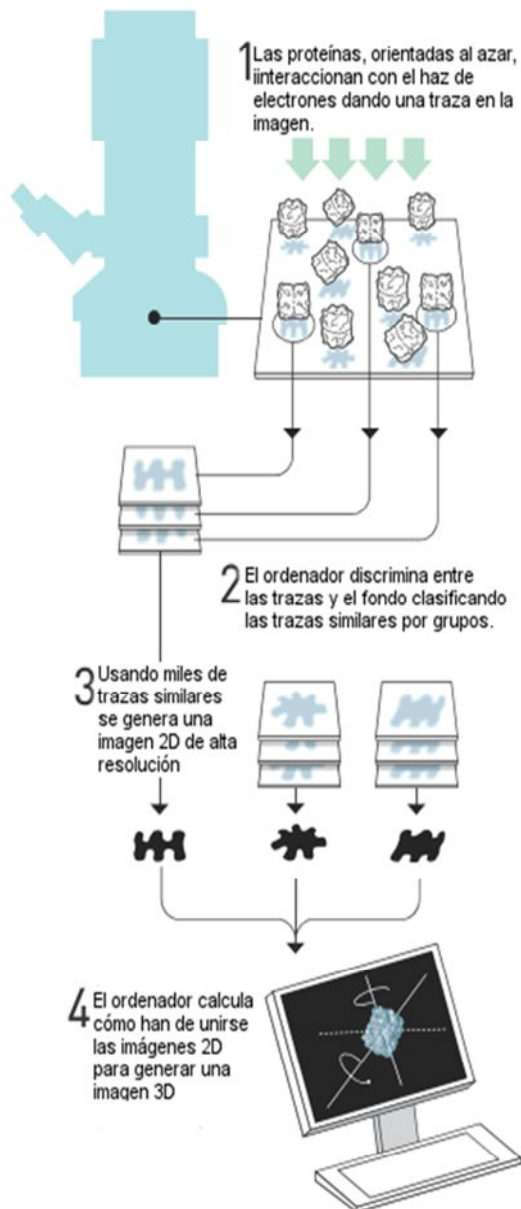 1 Las proteínas, orientadas al azar,
iinteraccionan con el haz de
electrones dando una traza en la
imagen.
2 El ordenador discrimina entre
las trazas y el fondo clasificando
las trazas similares por grupos.
3 Usando miles de
trazas similares
se genera una
imagen 2D de alta
resolución
4 El ordenador calcula
cómo han de unirse
las imágenes 2D
para generar una
imagen 3D